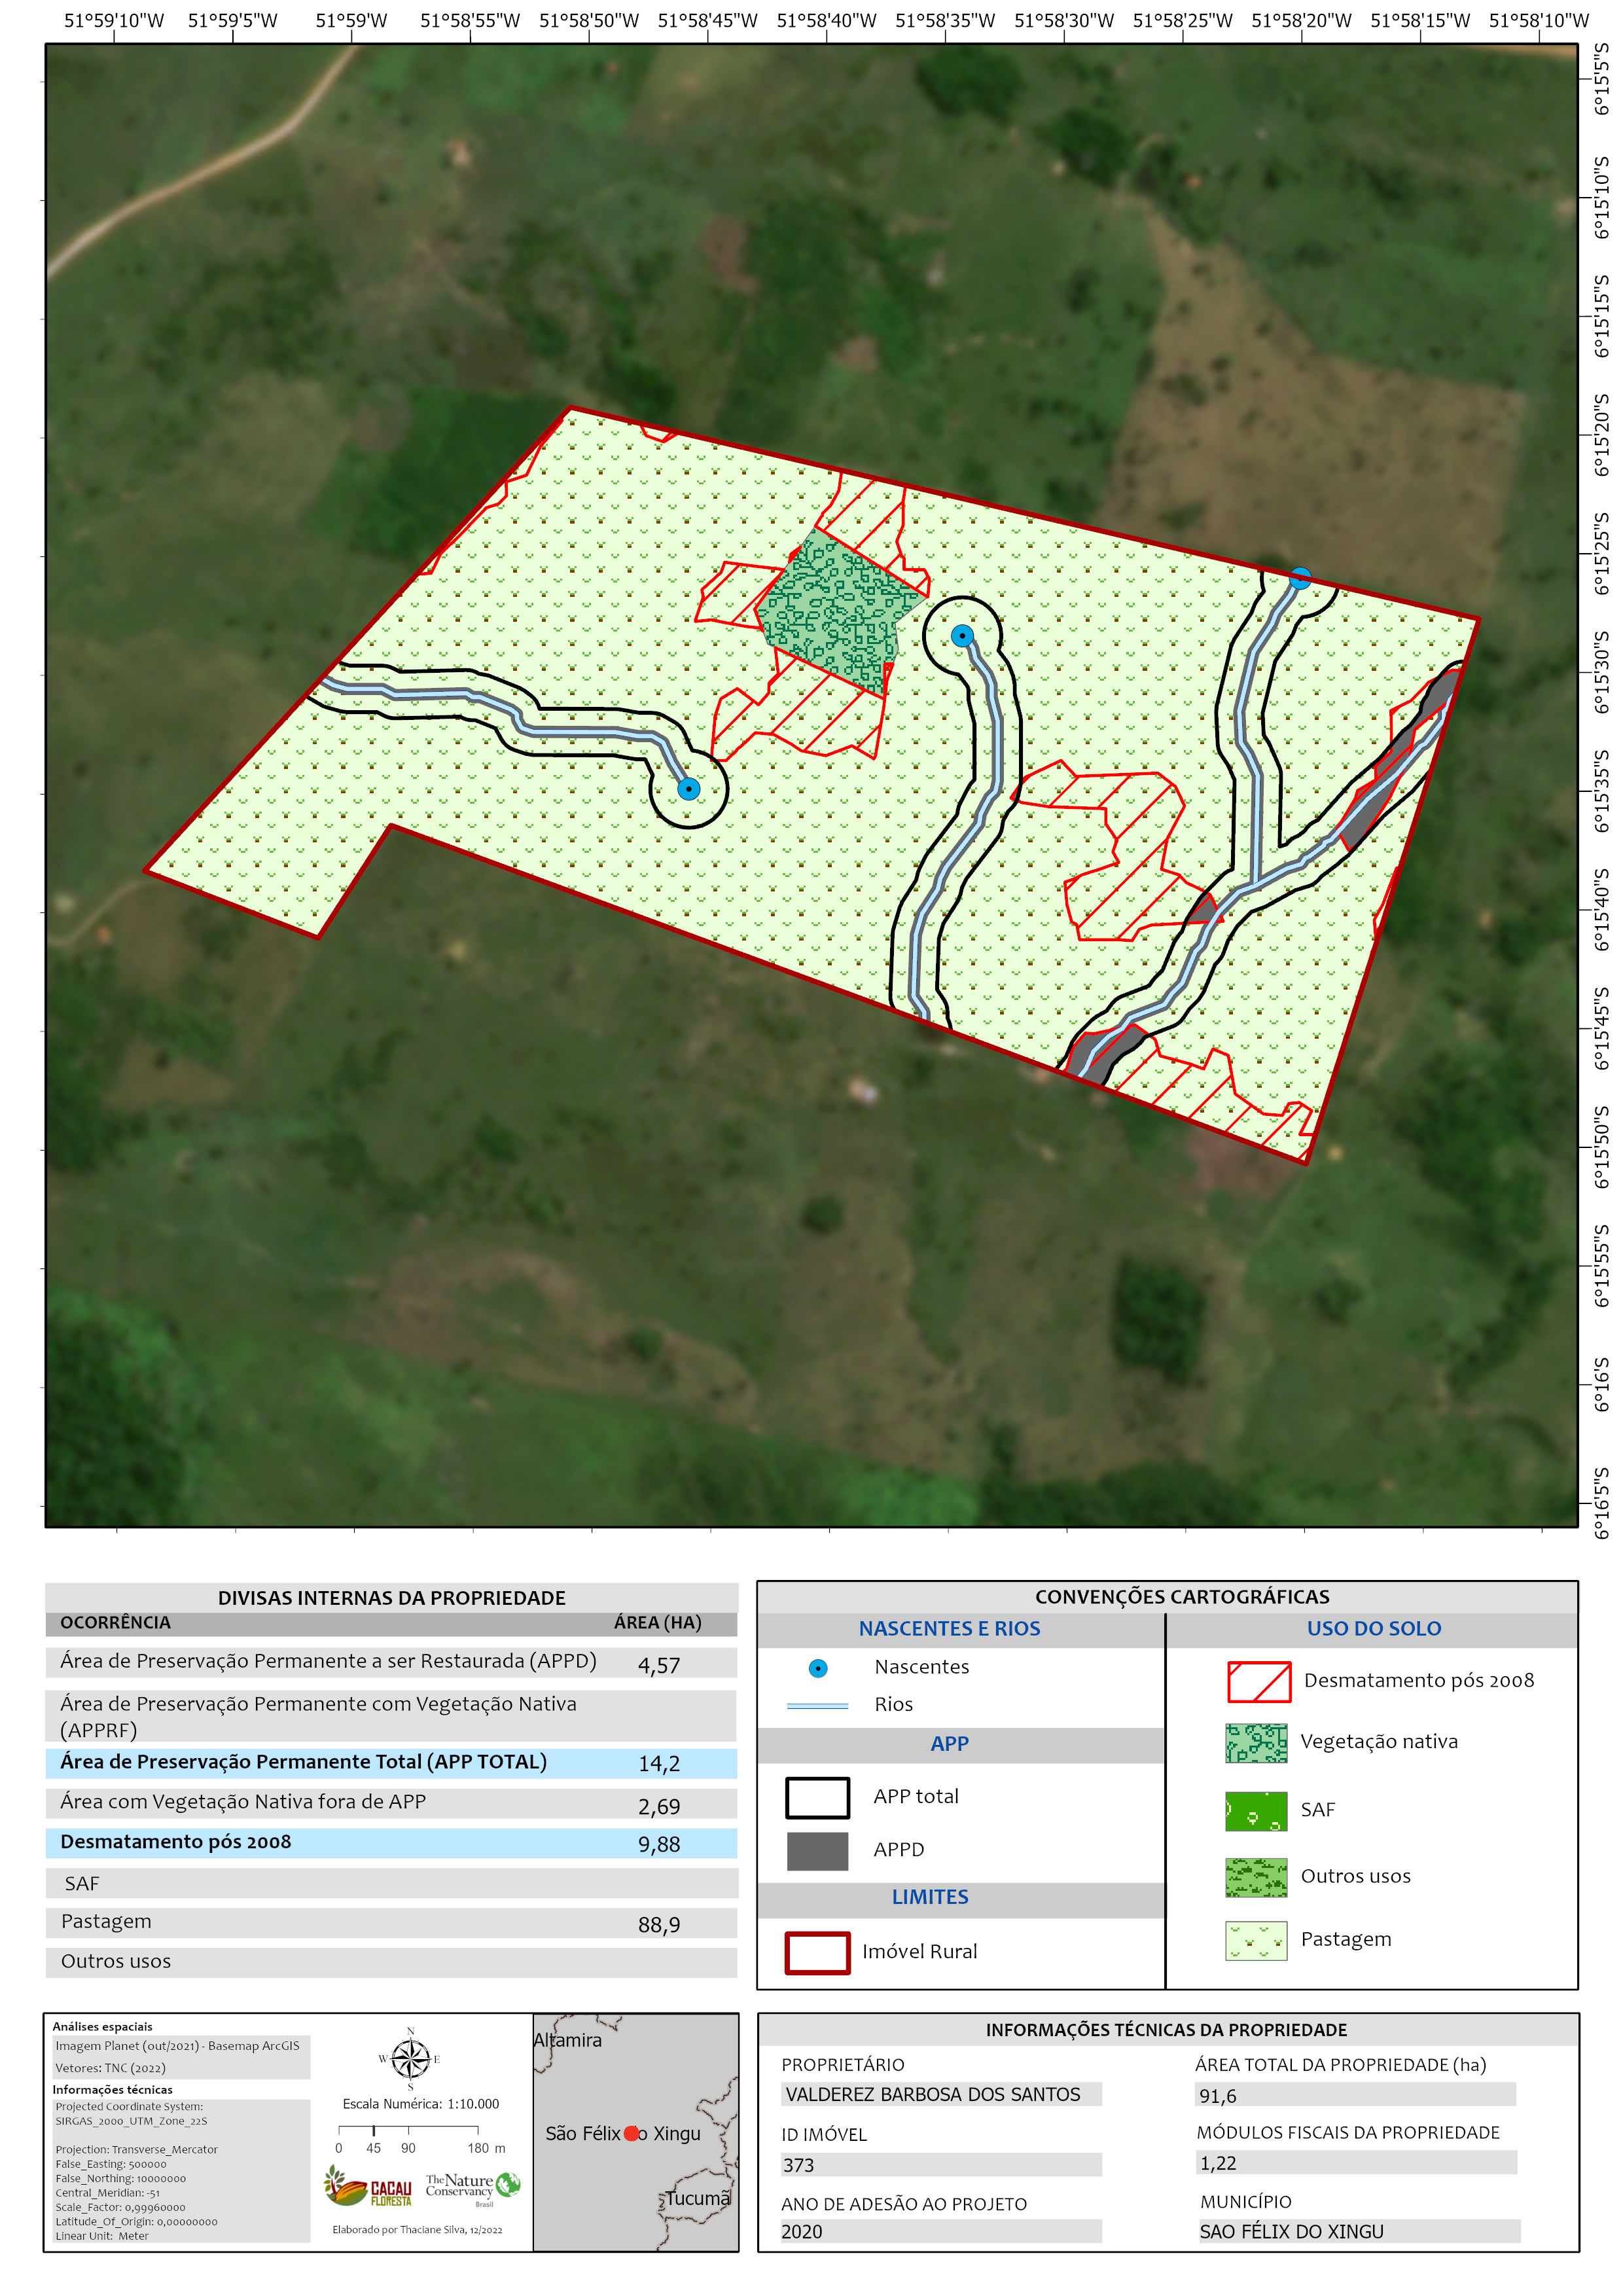 51°59'10"W 51°59'5"W 51°59'W 51°58'55"W 51°58'50"W 51°58'45"W 51°58'40"W 51°58'35"W 51°58'30"W 51°58'25"W 51°58'20"W 51°58'15"W 51°58'10"W
6°15'5"S
6°15'10"S
6°15'15"S
6°15'20"S
6°15'25"S
6°15'30"S
6°15'35"S
6°15'40"S
6°15'45"S
6°15'50"S
6°15'55"S
6°16'S
6°16'5"S
DIVISAS INTERNAS DA PROPRIEDADE
OCORRÊNCIA ÁREA (HA)
Área de Preservação Permanente a ser Restaurada (APPD) 4,57
Área de Preservação Permanente com Vegetação Nativa
(APPRF)
Área de Preservação Permanente Total (APP TOTAL) 14,2
Área com Vegetação Nativa fora de APP 2,69
Desmatamento pós 2008 9,88
SAF
Pastagem 88,9
Outros usos
CONVENÇÕES CARTOGRÁFICAS
NASCENTES E RIOS
Nascentes
Rios
APP
APP total
APPD
LIMITES
Imóvel Rural
USO DO SOLO
Desmatamento pós 2008
Vegetação nativa
SAF
Outros usos
Pastagem
Análises espaciais
Imagem Planet (out/2021) - Basemap ArcGIS
Vetores: TNC (2022)
Informações técnicas
Projected Coordinate System:
SIRGAS_2000_UTM_Zone_22S
Projection: Transverse_Mercator
False_Easting: 500000
False_Northing: 10000000
Central_Meridian: -51
Scale_Factor: 0,99960000
Latitude_Of_Origin: 0,00000000
Linear Unit: Meter
N
W E
S
Escala Numérica: 1:10.000
0 45 90 180 m
CACAU
FLORESTA
The Nature
Conservancy
Brasil
Elaborado por Thaciane Silva, 12/2022
Altamira
São Félix do Xingu
Tucumã
INFORMAÇÕES TÉCNICAS DA PROPRIEDADE
PROPRIETÁRIO
VALDEREZ BARBOSA DOS SANTOS
ID IMÓVEL
373
ANO DE ADESÃO AO PROJETO
2020
ÁREA TOTAL DA PROPRIEDADE (ha)
91,6
MÓDULOS FISCAIS DA PROPRIEDADE
1,22
MUNICÍPIO
SAO FÉLIX DO XINGU